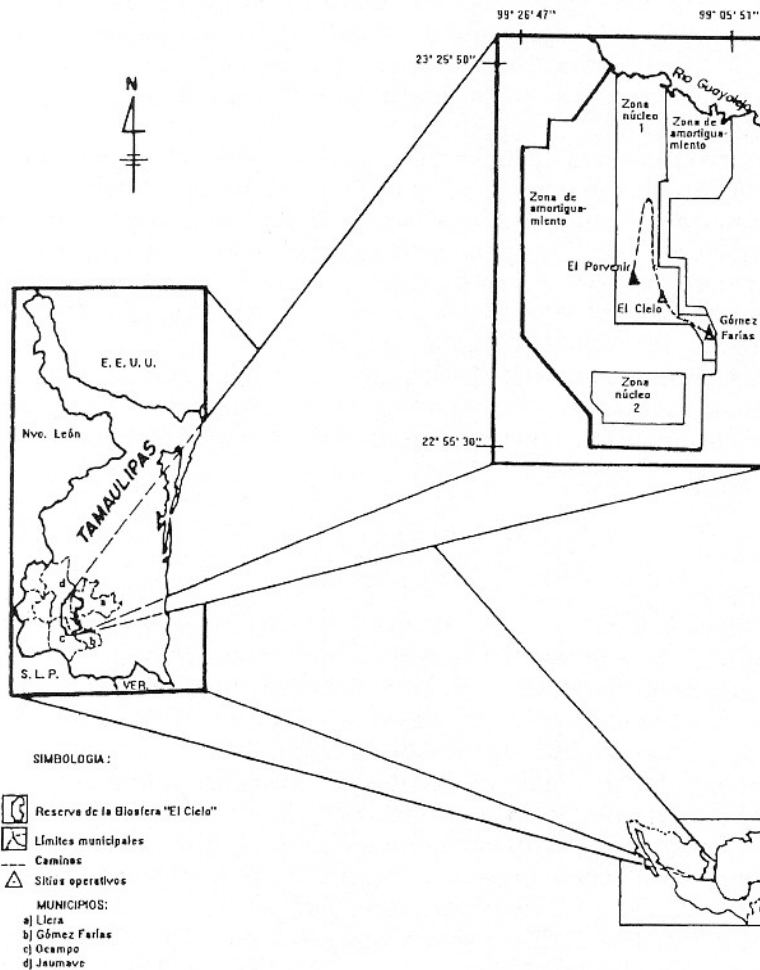 99° 26' 47"
99° 05' 51"
23° 25' 50"
N
Río Guayalejo
Zona
núcleo
1
Zona de
amortigua-
miento
Zona de
amortigua-
miento
El Porvenir
El Cielo
Gómez
Farías
Zona
núcleo
2
22° 55' 30"
E. E. U. U.
Nvo. León
TAMAULIPAS
d
a
c
b
S. L. P.
VER.
SIMBOLOGIA:
Reserva de la Biosfera "El Cielo"
Límites municipales
Caminos
Sitios operativos
MUNICIPIOS:
a) Llera
b) Gómez Farías
c) Ocampo
d) Jaumave